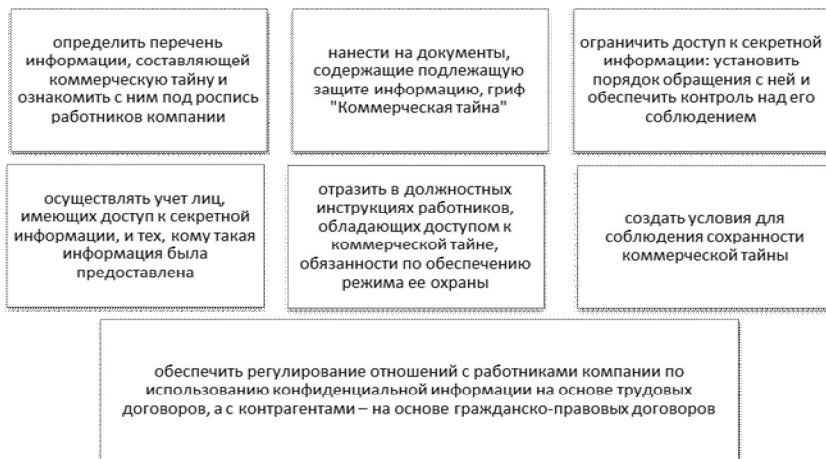 определить перечень
информации, составляющей
коммерческую тайну и
ознакомить с ним под роспись
работников компании
нанести на документы,
содержащие подлежащую
защите информацию, гриф
"Коммерческая тайна"
ограничить доступ к секретной
информации: установить
порядок обращения с ней и
обеспечить контроль над его
соблюдением
осуществлять учет лиц,
имеющих доступ к секретной
информации, и тех, кому такая
информация была
предоставлена
отразить в должностных
инструкциях работников,
обладающих доступом к
коммерческой тайне,
обязанности по обеспечению
режима ее охраны
создать условия для
соблюдения сохранности
коммерческой тайны
обеспечить регулирование отношений с работниками компании по
использованию конфиденциальной информации на основе трудовых
договоров, а с контрагентами – на основе гражданско-правовых договоров